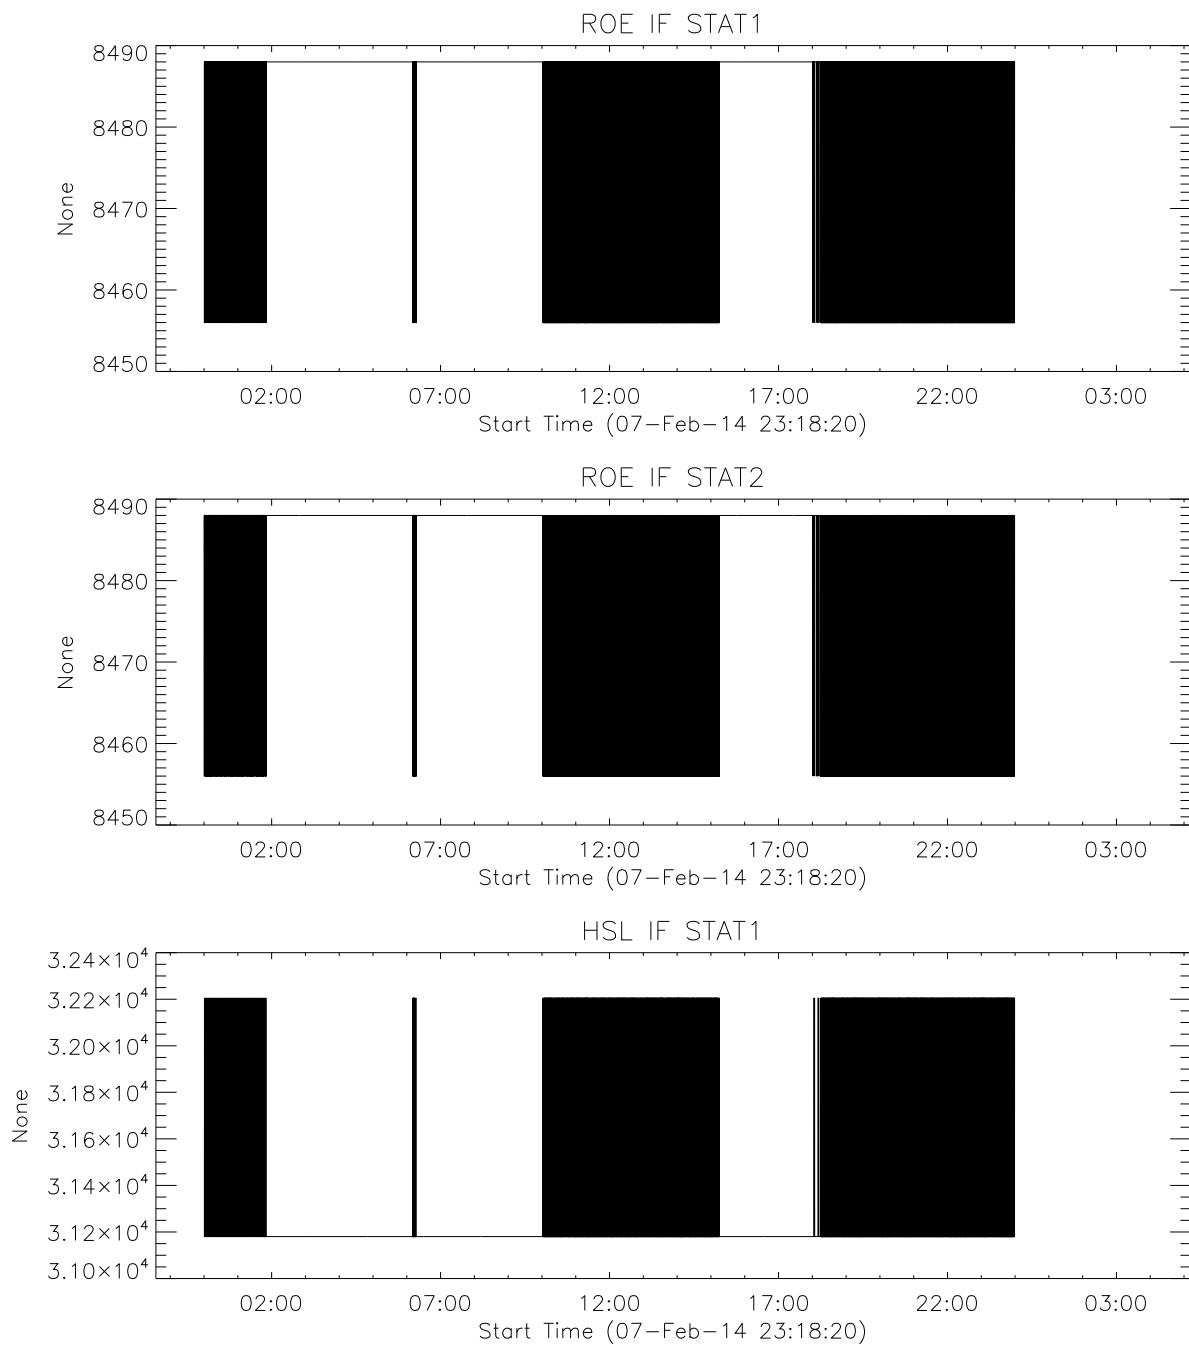 ROE IF STAT1
8490
8480
8470
8460
8450
None
02:00 07:00 12:00 17:00 22:00 03:00
Start Time (07-Feb-14 23:18:20)
ROE IF STAT2
8490
8480
8470
8460
8450
None
02:00 07:00 12:00 17:00 22:00 03:00
Start Time (07-Feb-14 23:18:20)
HSL IF STAT1
3.24×10⁴
3.22×10⁴
3.20×10⁴
3.18×10⁴
3.16×10⁴
3.14×10⁴
3.12×10⁴
3.10×10⁴
None
02:00 07:00 12:00 17:00 22:00 03:00
Start Time (07-Feb-14 23:18:20)